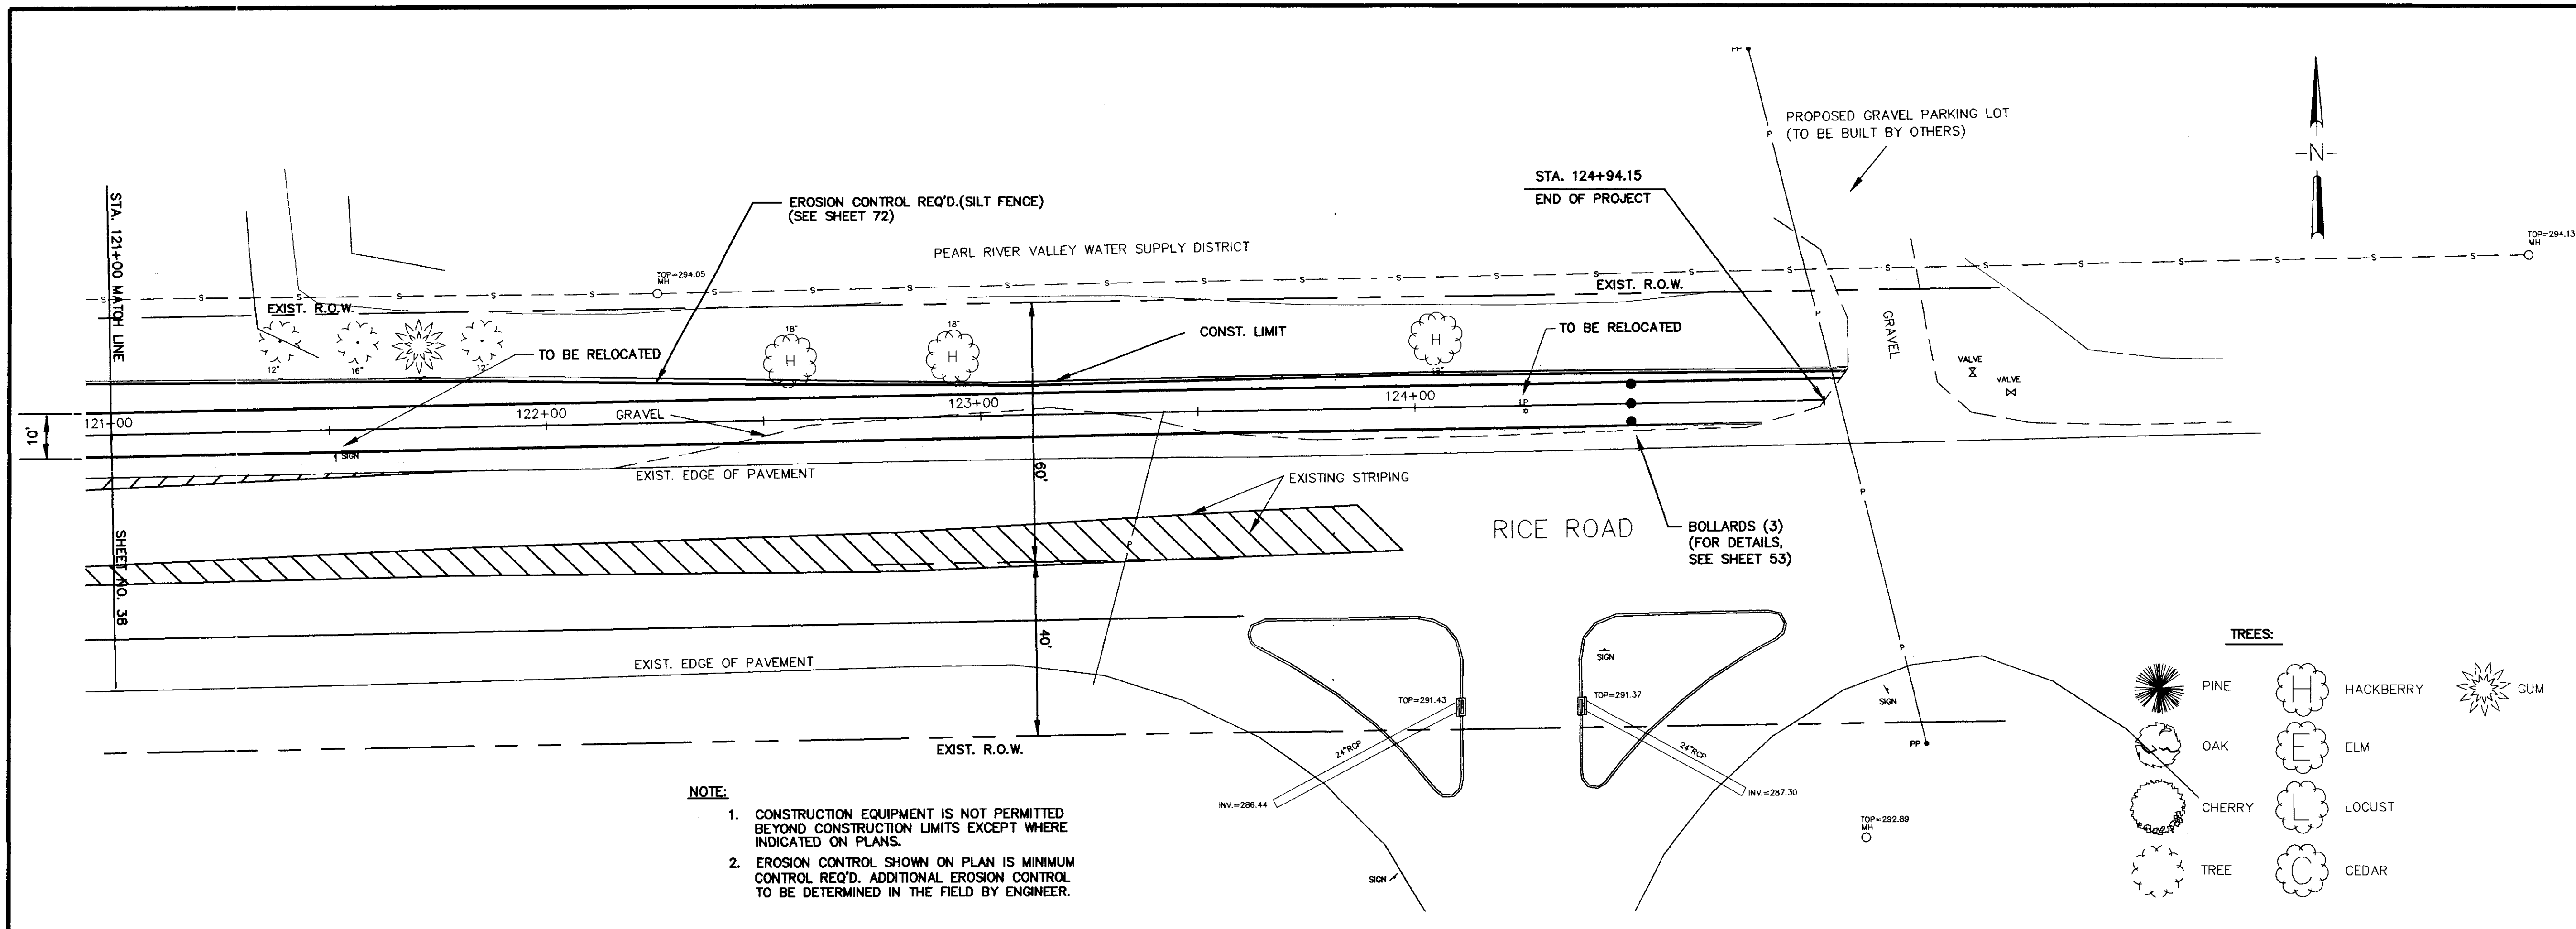 PP
PROPOSED GRAVEL PARKING LOT
(TO BE BUILT BY OTHERS)
P
-N-
STA. 124+94.15
END OF PROJECT
EROSION CONTROL REQ'D.(SILT FENCE)
(SEE SHEET 72)
STA. 121+00 MATCH LINE
SHEET NO. 38
PEARL RIVER VALLEY WATER SUPPLY DISTRICT
TOP=294.05
MH
TOP=294.13
MH
S S S S S S S S S S S S S S S S S S S S S S S S S
EXIST. R.O.W.
EXIST. R.O.W.
12"
16"
12"
18"
H
18"
H
H
18"
TO BE RELOCATED
CONST. LIMIT
TO BE RELOCATED
P
GRAVEL
VALVE
VALVE
10'
121+00
122+00
GRAVEL
123+00
124+00
LP
SIGN
EXIST. EDGE OF PAVEMENT
60'
EXISTING STRIPING
P
RICE ROAD
BOLLARDS (3)
(FOR DETAILS,
SEE SHEET 53)
P
40'
EXIST. EDGE OF PAVEMENT
SIGN
P
TOP=291.43
TOP=291.37
SIGN
EXIST. R.O.W.
24"RCP
24"RCP
PP
INV.=286.44
INV.=287.30
TOP=292.89
MH
SIGN
NOTE:
1. CONSTRUCTION EQUIPMENT IS NOT PERMITTED
BEYOND CONSTRUCTION LIMITS EXCEPT WHERE
INDICATED ON PLANS.
2. EROSION CONTROL SHOWN ON PLAN IS MINIMUM
CONTROL REQ'D. ADDITIONAL EROSION CONTROL
TO BE DETERMINED IN THE FIELD BY ENGINEER.
TREES:
PINE
H HACKBERRY
GUM
OAK
E ELM
CHERRY
L LOCUST
TREE
C CEDAR